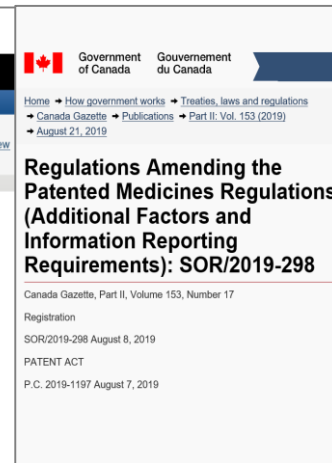 ew
Government Gouvernement
of Canada du Canada
Home → How government works → Treaties, laws and regulations
→ Canada Gazette → Publications → Part II: Vol. 153 (2019)
→ August 21, 2019
Regulations Amending the
Patented Medicines Regulations
(Additional Factors and
Information Reporting
Requirements): SOR/2019-298
Canada Gazette, Part II, Volume 153, Number 17
Registration
SOR/2019-298 August 8, 2019
PATENT ACT
P.C. 2019-1197 August 7, 2019